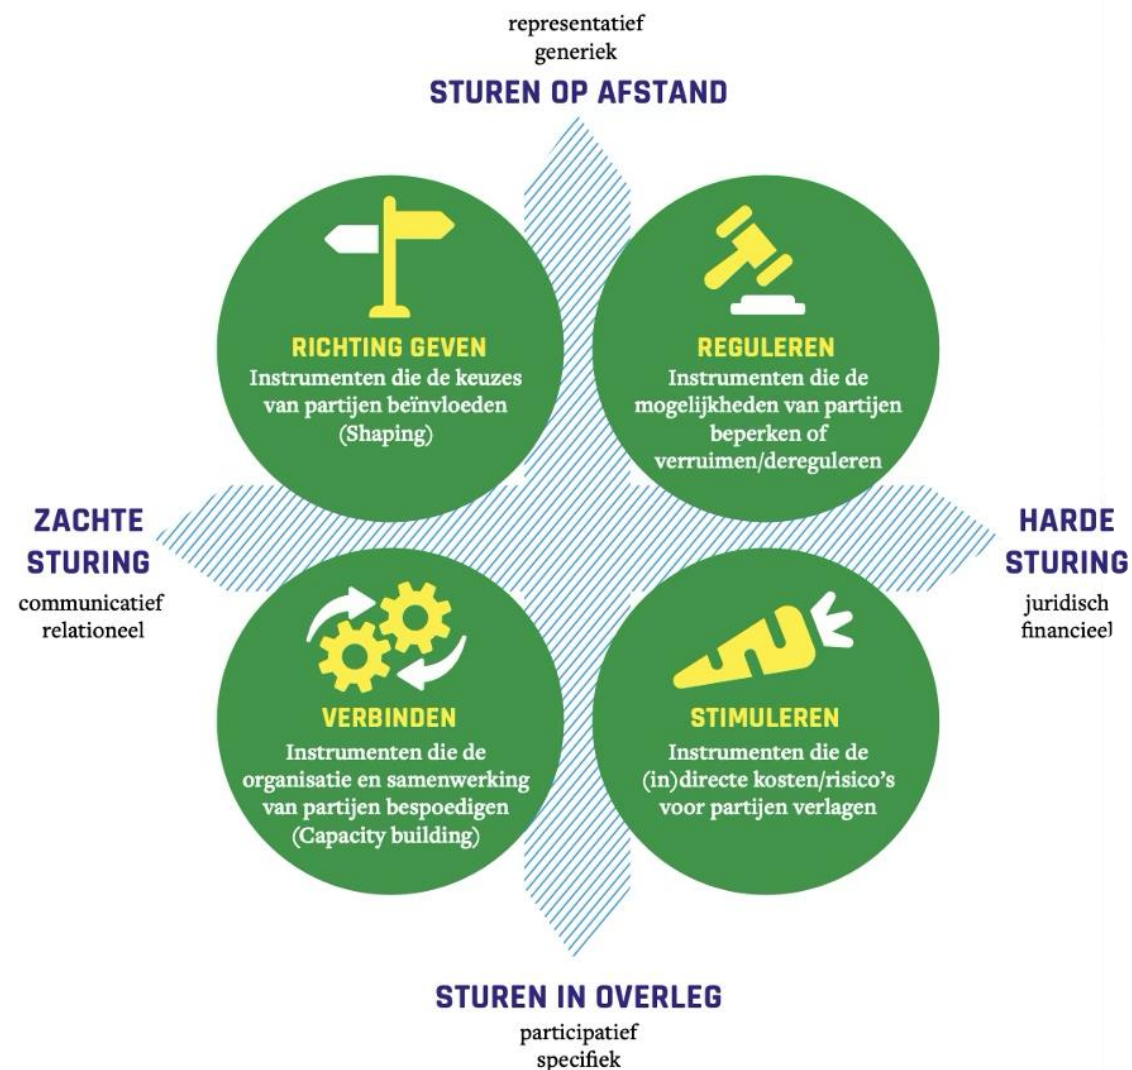 representatief
generiek
STUREN OP AFSTAND
RICHTING GEVEN
Instrumenten die de keuzes
van partijen beïnvloeden
(Shaping)
REGULEREN
Instrumenten die de
mogelijkheden van partijen
beperken of
verruimen/dereguleren
ZACHTE
STURING
communicatief
relationeel
HARDE
STURING
juridisch
financieel
VERBINDEN
Instrumenten die de
organisatie en samenwerking
van partijen bespoedigen
(Capacity building)
STIMULEREN
Instrumenten die de
(in)directe kosten/risico's
voor partijen verlagen
STUREN IN OVERLEG
participatief
specifiek